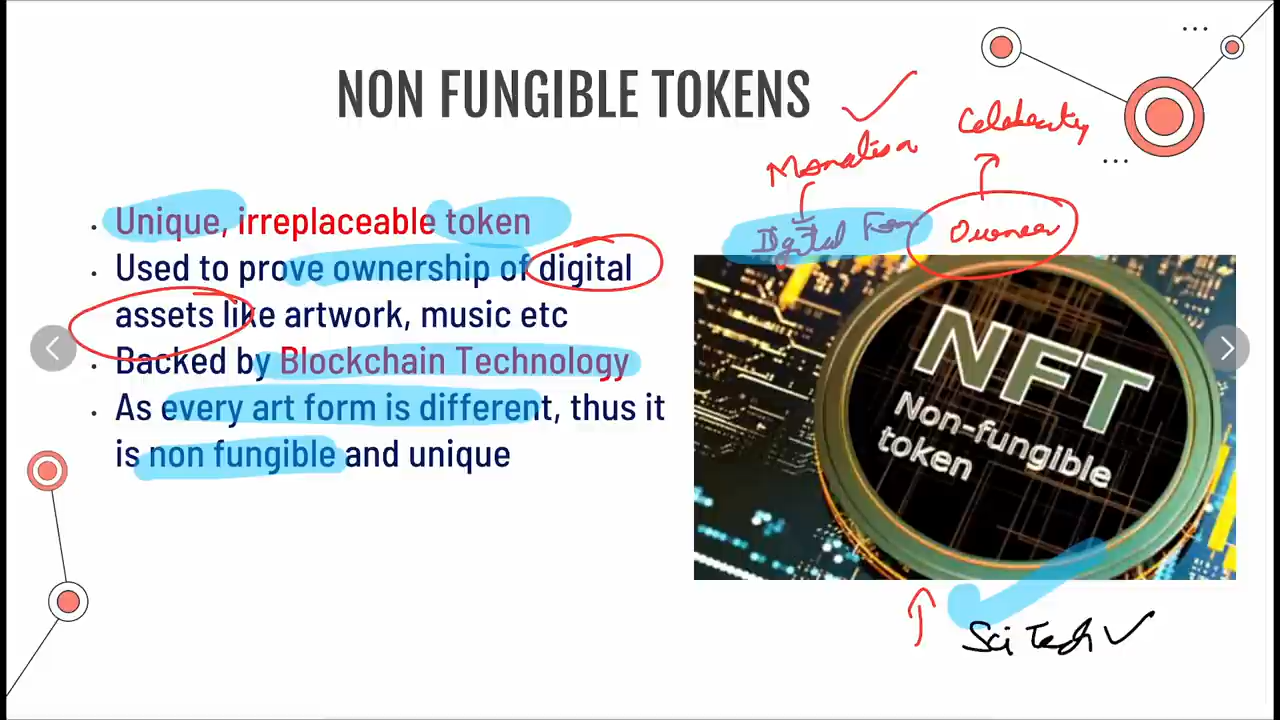 NON FUNGIBLE TOKENS
Celebrity
Unique, irreplaceable token
Digital Form
Owner
Used to prove ownership of digital
assets like artwork, music etc
Backed by Blockchain Technology
As every art form is different, thus it
is non fungible and unique
NFT
Non-fungible
token
Sci Tech